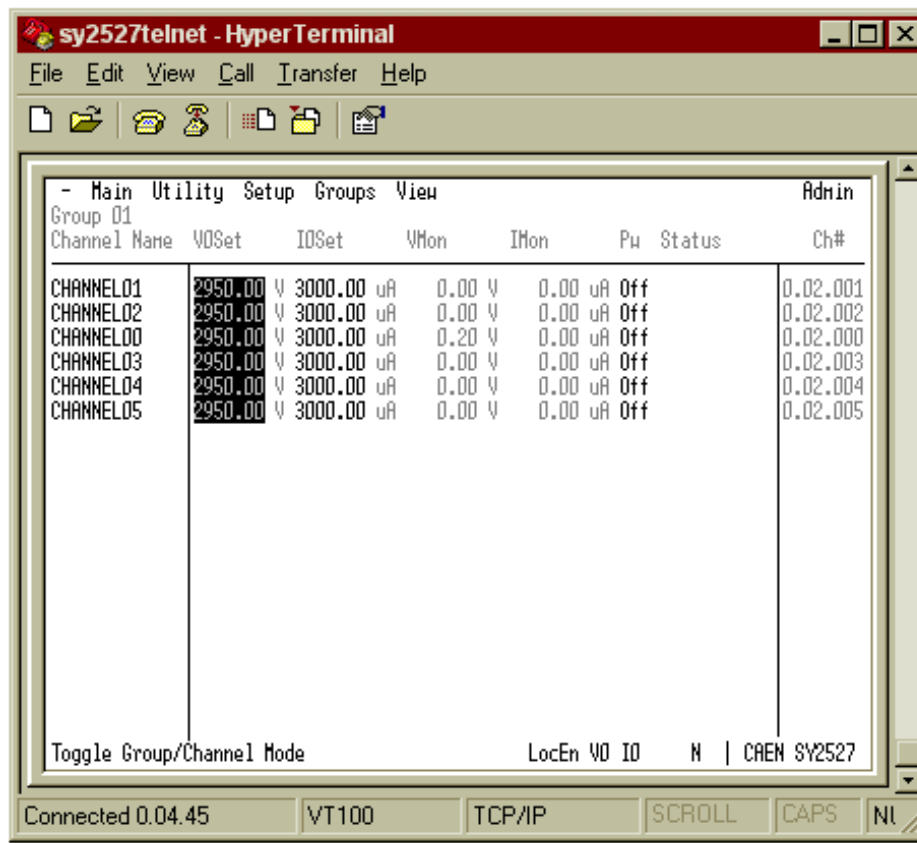 sy2527telnet - HyperTerminal
File Edit View Call Transfer Help
- Main Utility Setup Groups View Admin
Group 01
Channel Name V0Set I0Set VMon IMon Pw Status Ch#
CHANNEL01 2950.00 V 3000.00 uA 0.00 V 0.00 uA Off 0.02.001
CHANNEL02 2950.00 V 3000.00 uA 0.00 V 0.00 uA Off 0.02.002
CHANNEL00 2950.00 V 3000.00 uA 0.20 V 0.00 uA Off 0.02.000
CHANNEL03 2950.00 V 3000.00 uA 0.00 V 0.00 uA Off 0.02.003
CHANNEL04 2950.00 V 3000.00 uA 0.00 V 0.00 uA Off 0.02.004
CHANNEL05 2950.00 V 3000.00 uA 0.00 V 0.00 uA Off 0.02.005
Toggle Group/Channel Mode LocEn V0 I0 N | CAEN SY2527
Connected 0.04.45 VT100 TCP/IP SCROLL CAPS NU